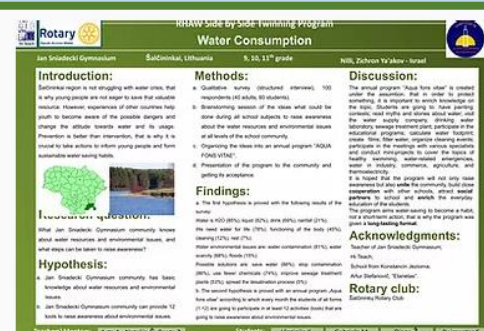 Rotary
NHAW Side by Side Twinning Program
Water Consumption
Jan Sniadecki Gymnasium Šalčininkai, Lithuania 9, 10, 11th grade Nilli, Zichron Ya'akov - Israel
Introduction:
Šalčininkai region is not struggling with water crisis, that
is why young people are not eager to save that valuable
resource. However, experiences of other countries help
youth to become aware of the possible dangers and
change the attitude towards water and its usage.
Prevention is better than intervention, that is why it is
crucial to take actions to inform young people and form
sustainable water saving habits.
Research question:
What Jan Sniadecki Gymnasium community knows
about water resources and environmental issues, and
what steps can be taken to raise awareness?
Hypothesis:
a. Jan Sniadecki Gymnasium community has basic
knowledge about water resources and environmental
issues.
b. Jan Sniadecki Gymnasium community can provide 12
tools to raise awareness about environmental issues.
Methods:
a. Qualitative survey (structured interview), 100
respondents (40 adults, 60 students).
b. Brainstorming session of the ideas what could be
done during all school subjects to raise awareness
about the water resources and environmental issues
at all levels of the school community.
c. Organizing the ideas into an annual program "AQUA
FONS VITAE".
d. Presentation of the program to the community and
getting its acceptance.
Findings:
a. The first hypothesis is proved with the following results of the
survey:
Water is H2O (85%), liquid (82%), drink (69%), rainfall (21%).
We need water for life (78%), functioning of the body (45%),
cleaning (12%), rest (7%).
Water environmental issues are: water contamination (81%), water
scarcity (68%), floods (15%).
Possible solutions are: save water (86%), stop contamination
(86%), use fewer chemicals (74%), improve sewage treatment
plants (53%), spread the desalination process (5%).
b. The second hypothesis is proved with an annual program „Aqua
fons vitae" according to which every month the students of all forms
(1-12) are going to participate in at least 12 activities (tools) that are
going to raise awareness about environmental issues.
Discussion:
The annual program "Aqua fons vitae" is created
under the assumption, that in order to protect
something, it is important to enrich knowledge on
the topic. Students are going to have painting
contests; read myths and stories about water; visit
the water supply company, drinking water
laboratory, sewage treatment plant; participate in the
educational programs, calculate water footprint,
create films, filter water, organize cleaning events,
participate in the meetings with various specialists
and conduct mini-projects to cover the topics of
healthy swimming, water-related emergencies,
water in industry, commerce, agriculture, and
thermoelectricity.
It is hoped that the program will not only raise
awareness but also unite the community, build close
cooperation with other schools, attract social
partners to school and enrich the everyday
education of the students.
The program aims water saving to become a habit,
not a short-term action, that is why the program was
given a long-lasting format.
Acknowledgments:
Teacher of Jan Sniadecki Gymnasium;
Hi Teach;
School from Konstancin Jeziorna;
Artur Stefanovič, "Eisnetas".
Rotary club:
Šalčininkų Rotary Club